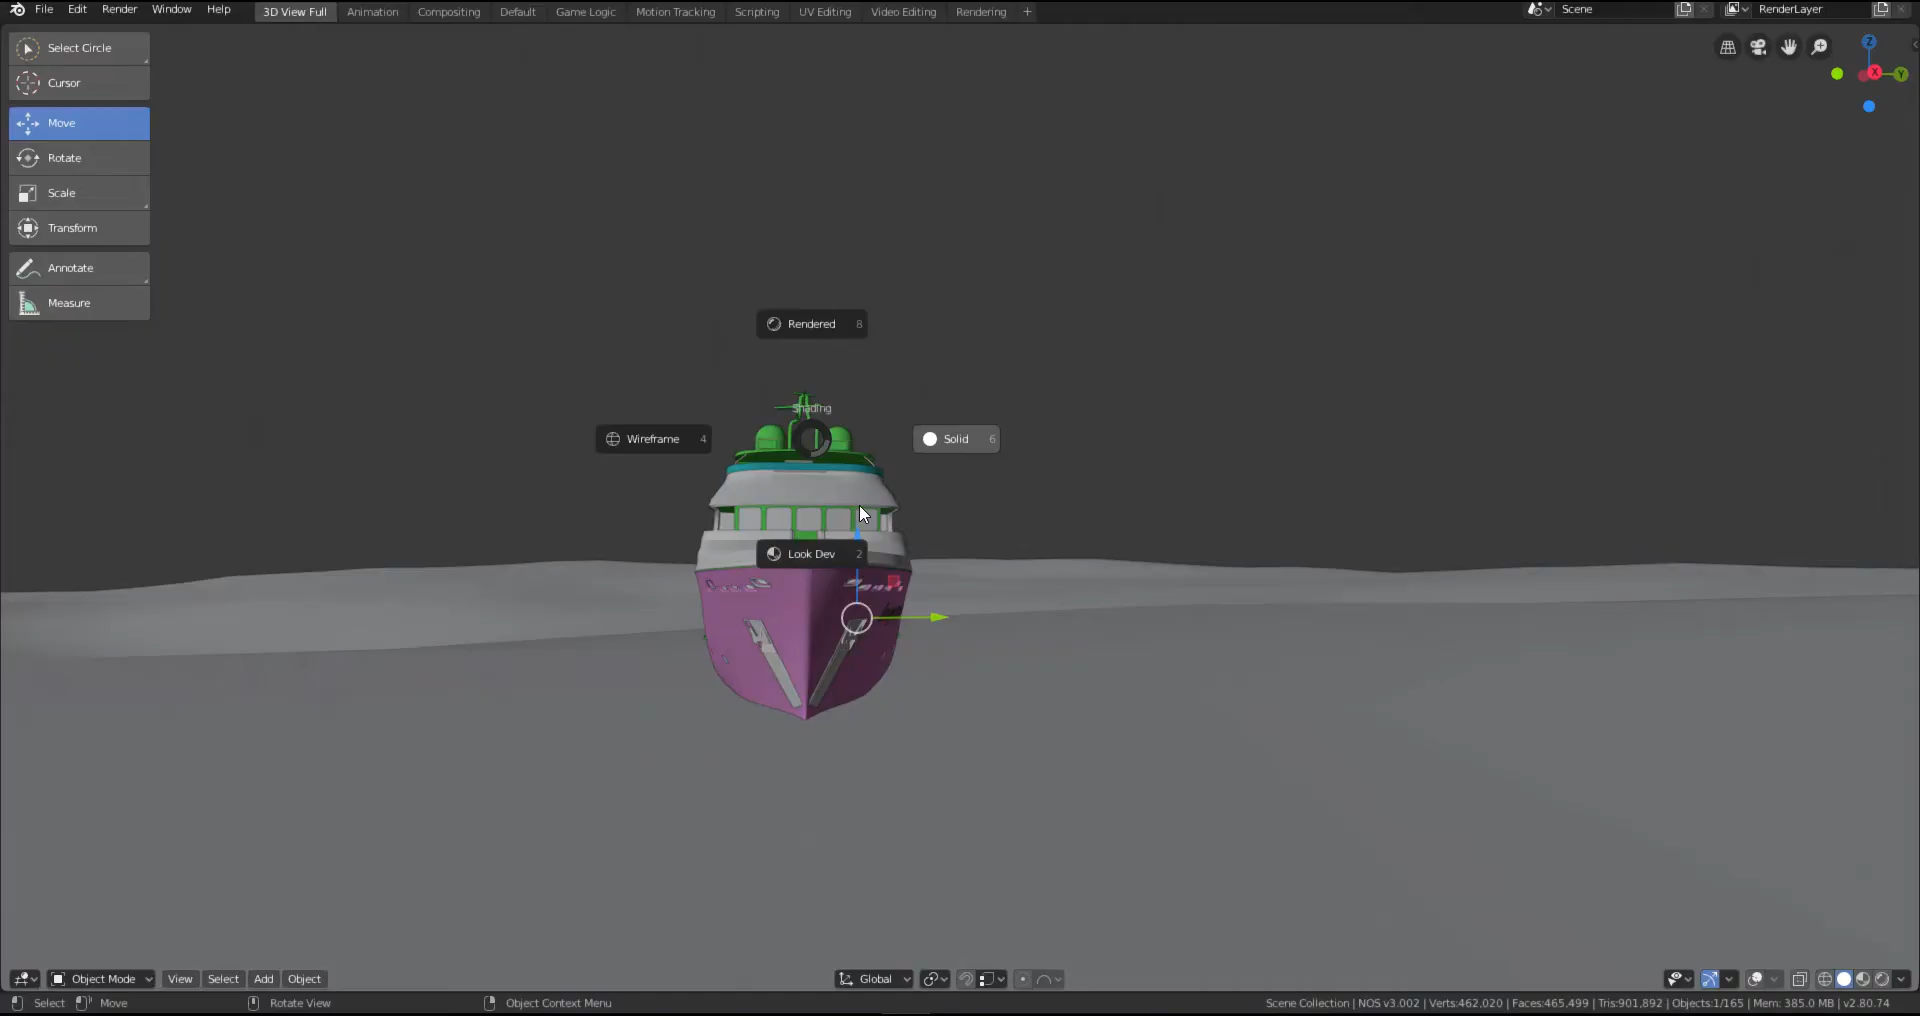 File Edit Render Window Help 3D View Full Animation Compositing Default Game Logic Motion Tracking Scripting UV Editing Video Editing Rendering + Scene RenderLayer
Select Circle
Cursor
Move
Rotate
Scale
Transform
Annotate
Measure
Z
X
Y
Rendered 8
Shading
Wireframe 4
Solid 6
Look Dev 2
Object Mode View Select Add Object Global
Select Move Rotate View Object Context Menu Scene Collection | NOS v3.002 | Verts:462,020 | Faces:465,499 | Tris:901,892 | Objects:1/165 | Mem: 385.0 MB | v2.80.74